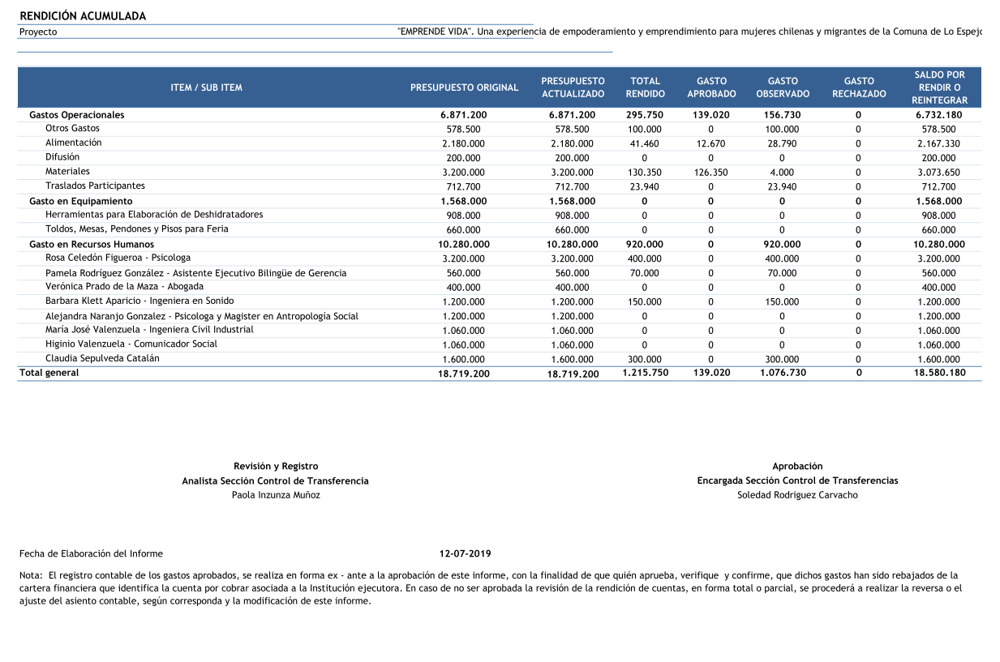 RENDICIÓN ACUMULADA
Proyecto "EMPRENDE VIDA". Una experiencia de empoderamiento y emprendimiento para mujeres chilenas y migrantes de la Comuna de Lo Espejo
ITEM / SUB ITEM PRESUPUESTO ORIGINAL PRESUPUESTO ACTUALIZADO TOTAL RENDIDO GASTO APROBADO GASTO OBSERVADO GASTO RECHAZADO SALDO POR RENDIR O REINTEGRAR
Gastos Operacionales 6.871.200 6.871.200 295.750 139.020 156.730 0 6.732.180
Otros Gastos 578.500 578.500 100.000 0 100.000 0 578.500
Alimentación 2.180.000 2.180.000 41.460 12.670 28.790 0 2.167.330
Difusión 200.000 200.000 0 0 0 0 200.000
Materiales 3.200.000 3.200.000 130.350 126.350 4.000 0 3.073.650
Traslados Participantes 712.700 712.700 23.940 0 23.940 0 712.700
Gasto en Equipamiento 1.568.000 1.568.000 0 0 0 0 1.568.000
Herramientas para Elaboración de Deshidratadores 908.000 908.000 0 0 0 0 908.000
Toldos, Mesas, Pendones y Pisos para Feria 660.000 660.000 0 0 0 0 660.000
Gasto en Recursos Humanos 10.280.000 10.280.000 920.000 0 920.000 0 10.280.000
Rosa Celedón Figueroa - Psicologa 3.200.000 3.200.000 400.000 0 400.000 0 3.200.000
Pamela Rodríguez González - Asistente Ejecutivo Bilingüe de Gerencia 560.000 560.000 70.000 0 70.000 0 560.000
Verónica Prado de la Maza - Abogada 400.000 400.000 0 0 0 0 400.000
Barbara Klett Aparicio - Ingeniera en Sonido 1.200.000 1.200.000 150.000 0 150.000 0 1.200.000
Alejandra Naranjo Gonzalez - Psicologa y Magister en Antropología Social 1.200.000 1.200.000 0 0 0 0 1.200.000
María José Valenzuela - Ingeniera Civil Industrial 1.060.000 1.060.000 0 0 0 0 1.060.000
Higinio Valenzuela - Comunicador Social 1.060.000 1.060.000 0 0 0 0 1.060.000
Claudia Sepulveda Catalán 1.600.000 1.600.000 300.000 0 300.000 0 1.600.000
Total general 18.719.200 18.719.200 1.215.750 139.020 1.076.730 0 18.580.180
Revisión y Registro Aprobación
Analista Sección Control de Transferencia Encargada Sección Control de Transferencias
Paola Inzunza Muñoz Soledad Rodriguez Carvacho
Fecha de Elaboración del Informe 12-07-2019
Nota: El registro contable de los gastos aprobados, se realiza en forma ex - ante a la aprobación de este informe, con la finalidad de que quién aprueba, verifique y confirme, que dichos gastos han sido rebajados de la
cartera financiera que identifica la cuenta por cobrar asociada a la Institución ejecutora. En caso de no ser aprobada la revisión de la rendición de cuentas, en forma total o parcial, se procederá a realizar la reversa o el
ajuste del asiento contable, según corresponda y la modificación de este informe.